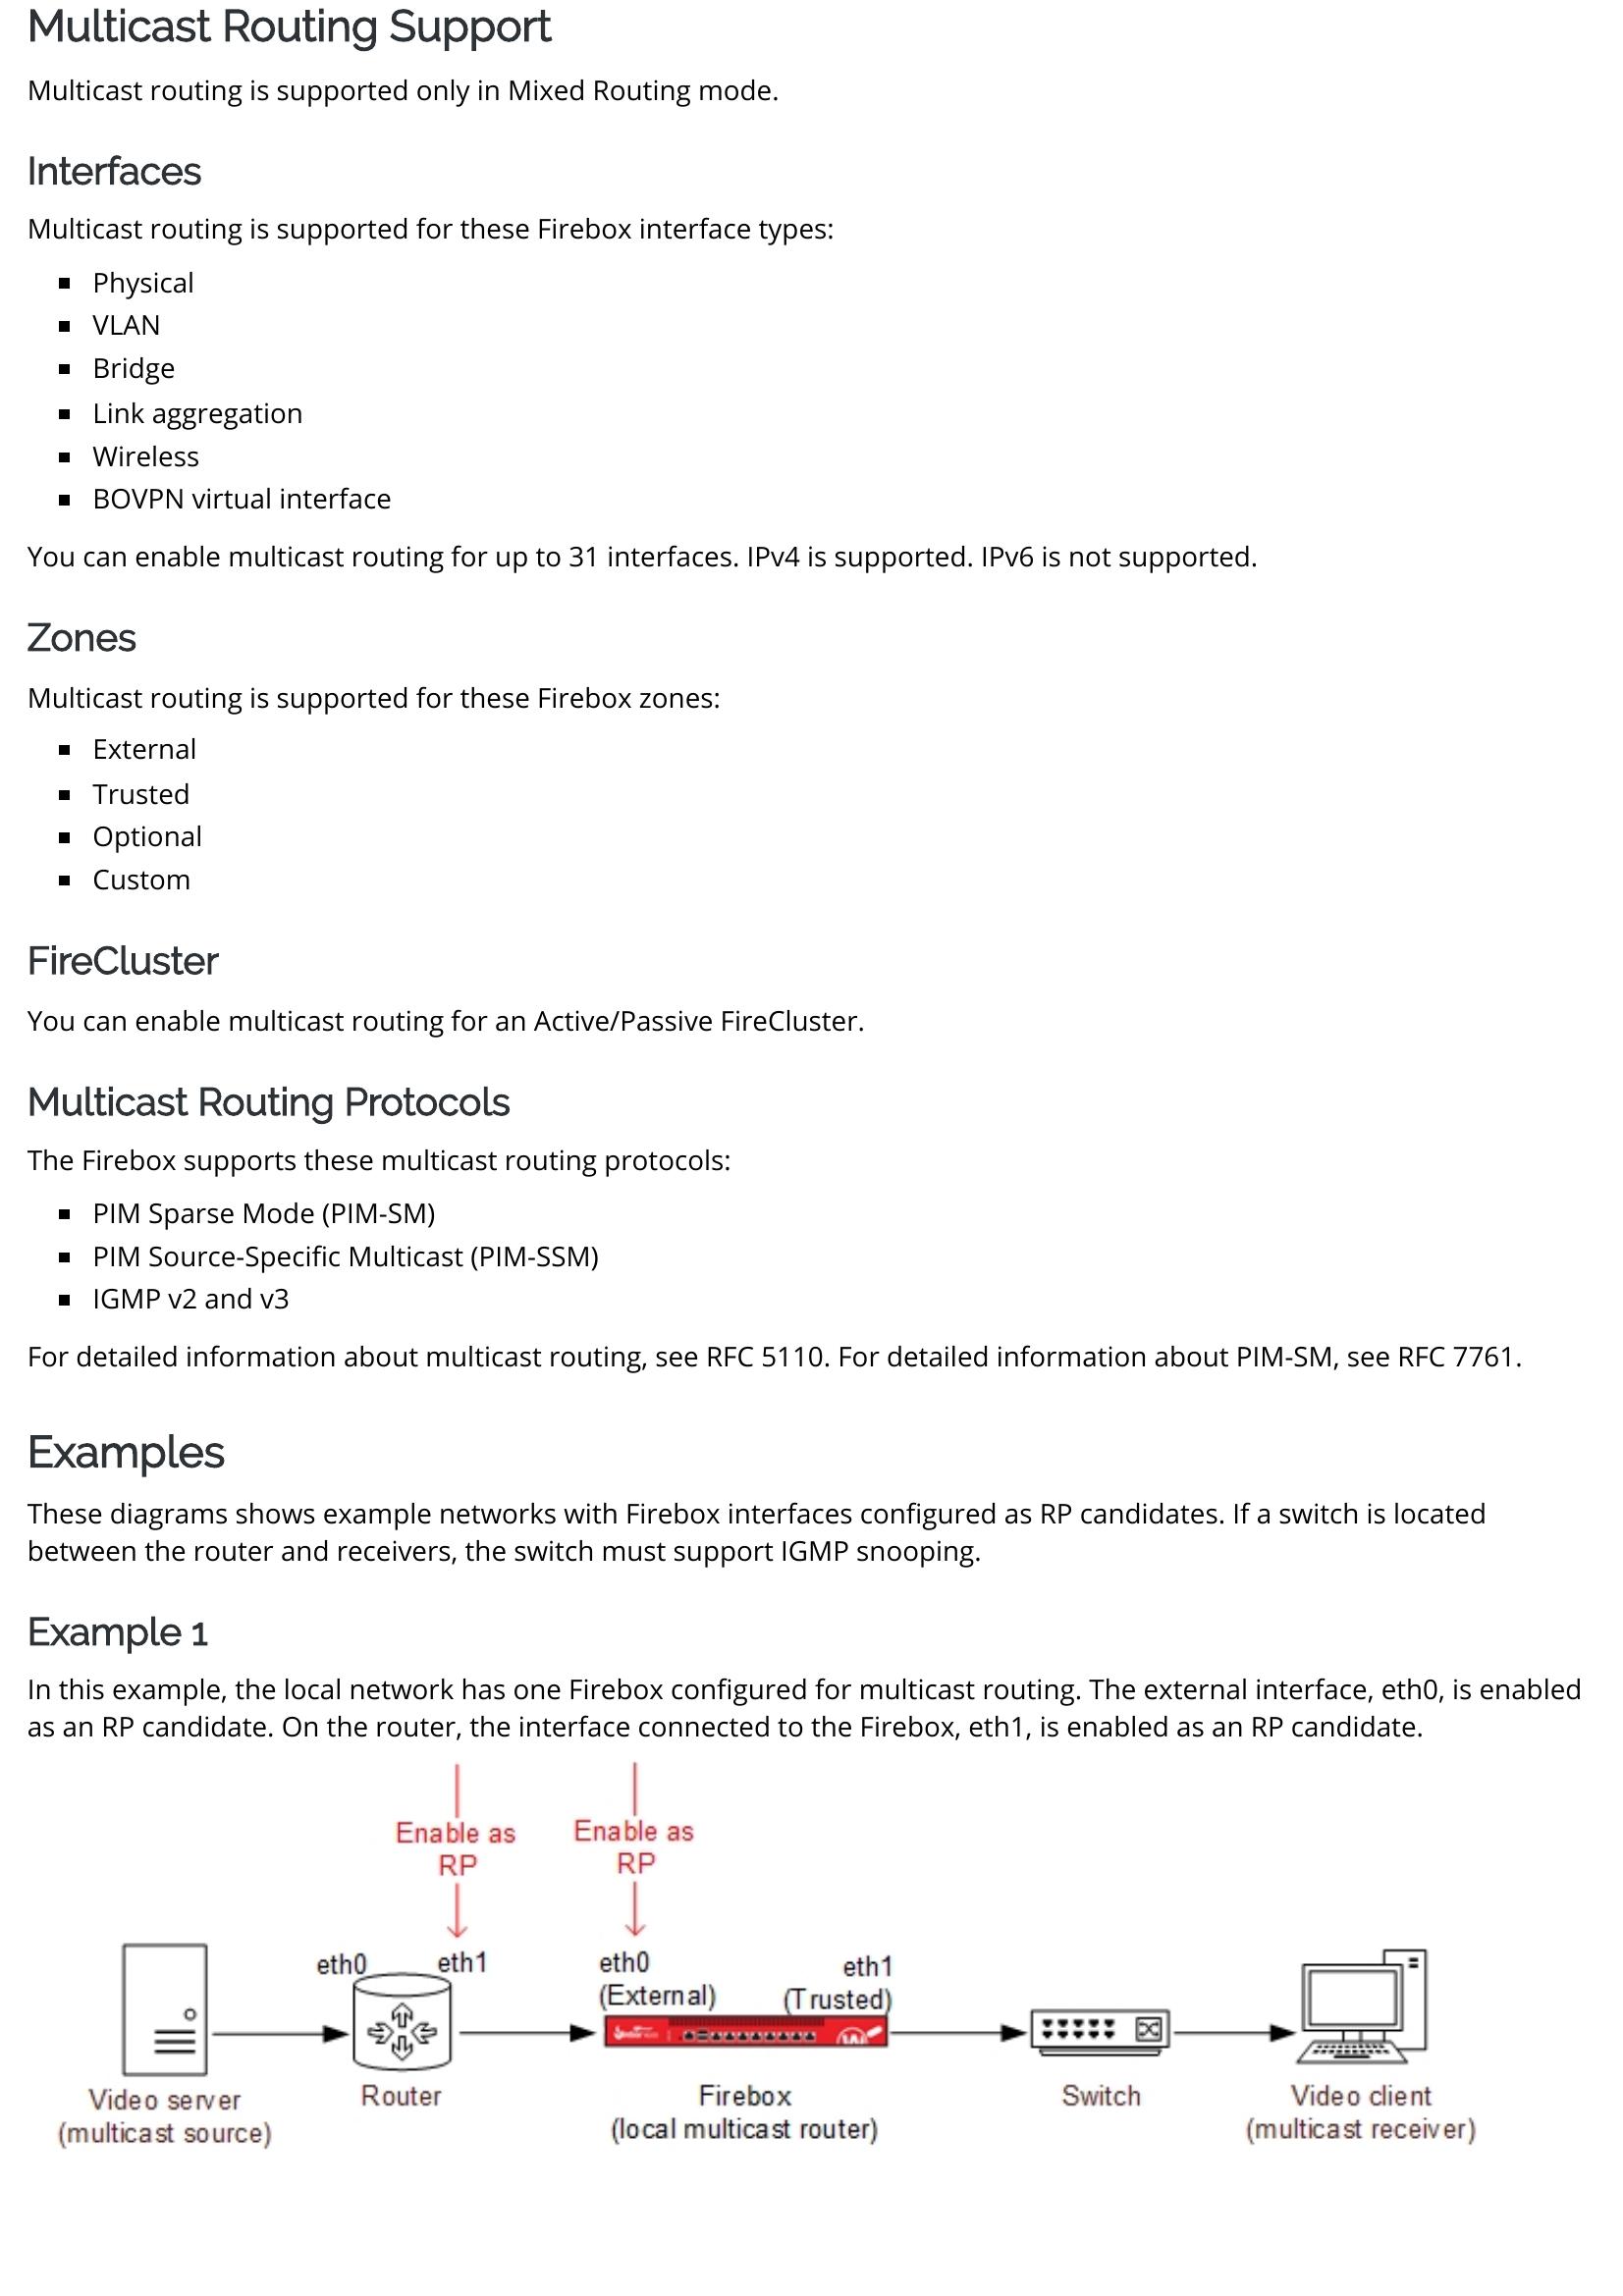 Multicast Routing Support
Multicast routing is supported only in Mixed Routing mode.
Interfaces
Multicast routing is supported for these Firebox interface types:
Physical
VLAN
Bridge
Link aggregation
Wireless
BOVPN virtual interface
You can enable multicast routing for up to 31 interfaces. IPv4 is supported. IPv6 is not supported.
Zones
Multicast routing is supported for these Firebox zones:
External
Trusted
Optional
Custom
FireCluster
You can enable multicast routing for an Active/Passive FireCluster.
Multicast Routing Protocols
The Firebox supports these multicast routing protocols:
PIM Sparse Mode (PIM-SM)
PIM Source-Specific Multicast (PIM-SSM)
IGMP v2 and v3
For detailed information about multicast routing, see RFC 5110. For detailed information about PIM-SM, see RFC 7761.
Examples
These diagrams shows example networks with Firebox interfaces configured as RP candidates. If a switch is located
between the router and receivers, the switch must support IGMP snooping.
Example 1
In this example, the local network has one Firebox configured for multicast routing. The external interface, eth0, is enabled
as an RP candidate. On the router, the interface connected to the Firebox, eth1, is enabled as an RP candidate.
Enable as
RP
Enable as
RP
eth0
eth1
eth0
(External)
eth1
(Trusted)
Video server
(multicast source)
Router
Firebox
(local multicast router)
Switch
Video client
(multicast receiver)